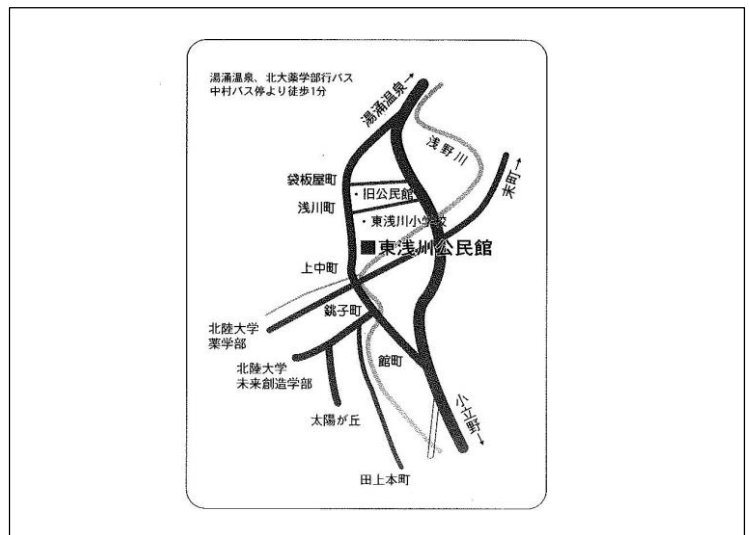 湯涌温泉、北大薬学部行バス
中村バス停より徒歩1分
湯涌温泉→
浅野川
末町→
袋板屋町
・旧公民館
浅川町
・東浅川小学校
■東浅川公民館
上中町
銚子町
北陸大学
薬学部
館町
北陸大学
未来創造学部
小立野→
太陽が丘
田上本町